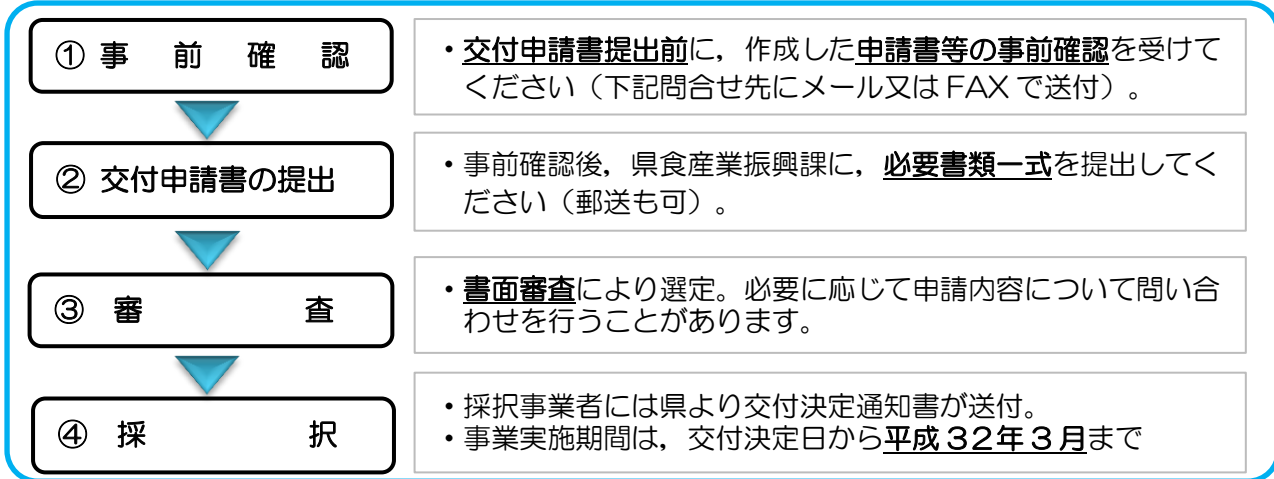 ① 事 前 確 認
・交付申請書提出前に，作成した申請書等の事前確認を受けて
ください（下記問合せ先にメール又は FAX で送付）。
② 交付申請書の提出
・事前確認後，県食産業振興課に，必要書類一式を提出してく
ださい（郵送も可）。
③ 審 査
・書面審査により選定。必要に応じて申請内容について問い合
わせを行うことがあります。
④ 採 択
・採択事業者には県より交付決定通知書が送付。
・事業実施期間は，交付決定日から平成３２年３月まで